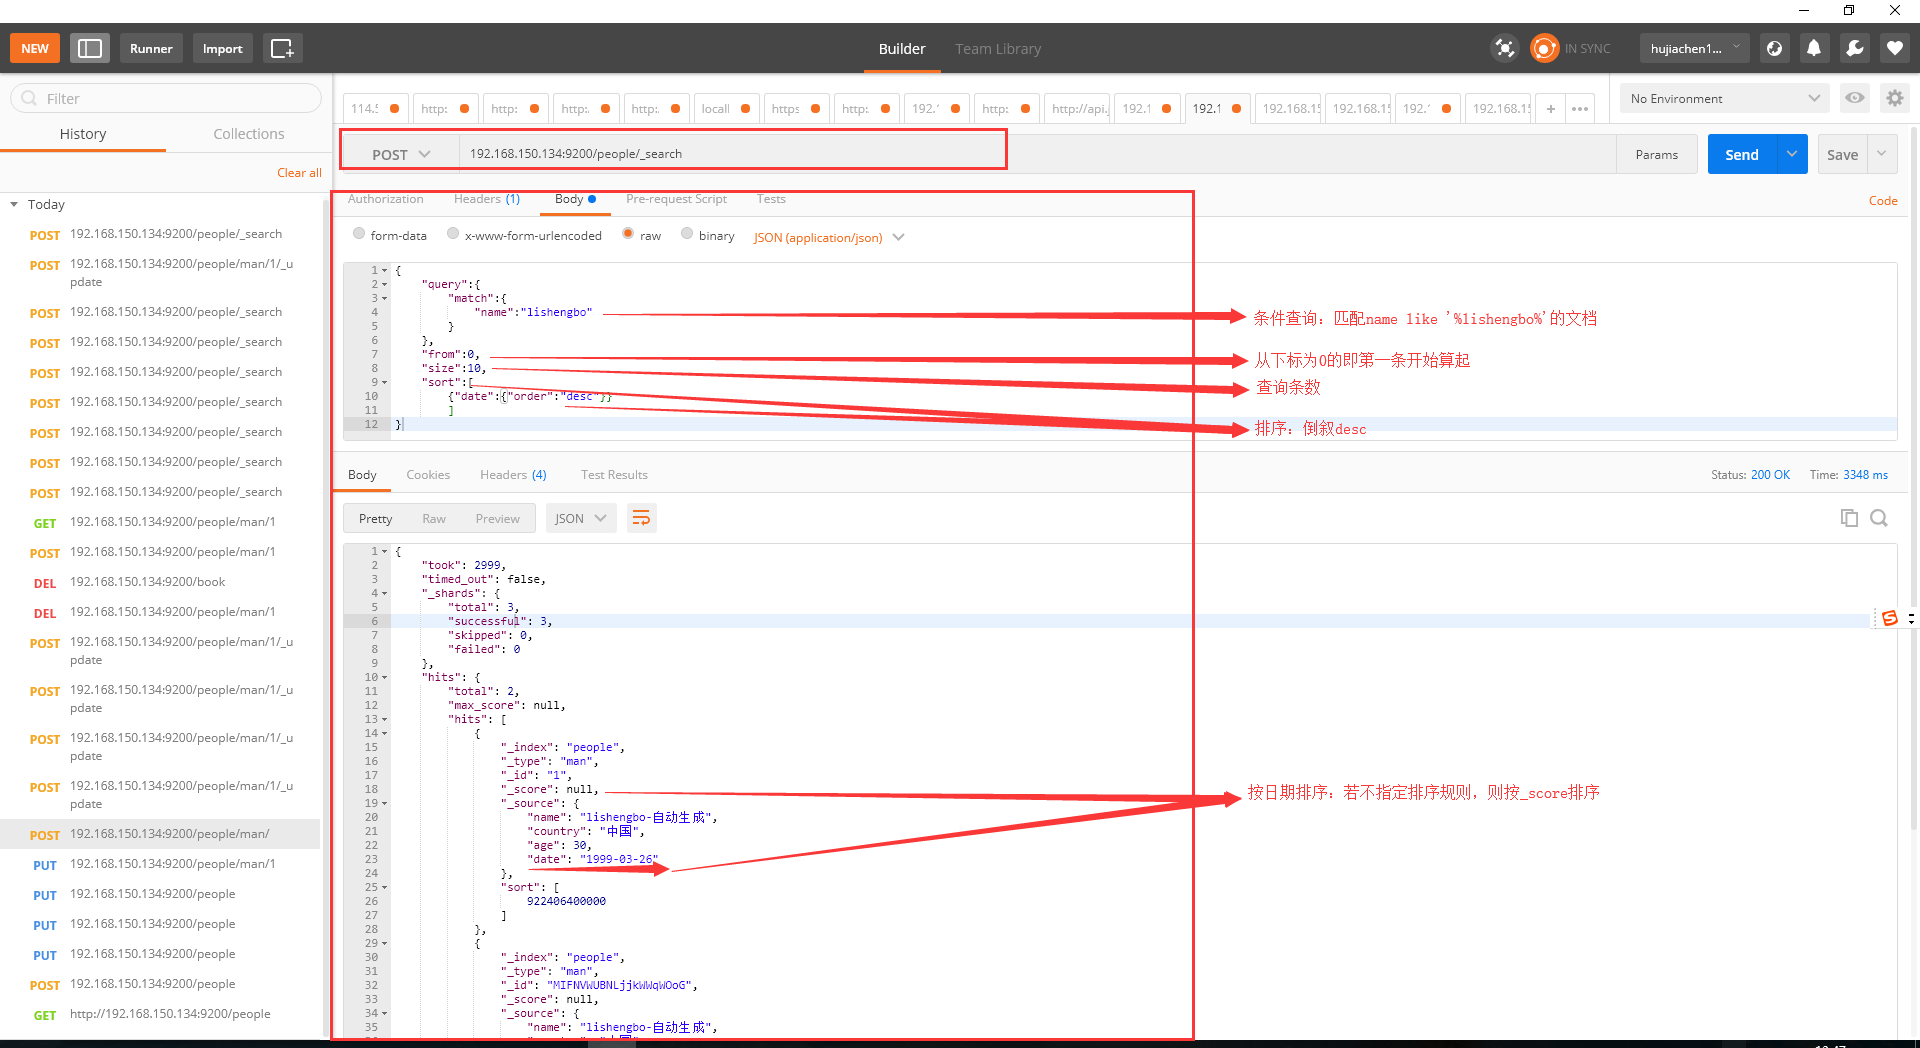 NEW
Runner
Import
Builder
Team Library
IN SYNC
hujiachen1...
Filter
History
Collections
Clear all
Today
POST 192.168.150.134:9200/people/_search
POST 192.168.150.134:9200/people/man/1/_u
pdate
POST 192.168.150.134:9200/people/_search
POST 192.168.150.134:9200/people/_search
POST 192.168.150.134:9200/people/_search
POST 192.168.150.134:9200/people/_search
POST 192.168.150.134:9200/people/_search
POST 192.168.150.134:9200/people/_search
POST 192.168.150.134:9200/people/_search
GET 192.168.150.134:9200/people/man/1
POST 192.168.150.134:9200/people/man/1
DEL 192.168.150.134:9200/book
DEL 192.168.150.134:9200/people/man/1
POST 192.168.150.134:9200/people/man/1/_u
pdate
POST 192.168.150.134:9200/people/man/1/_u
pdate
POST 192.168.150.134:9200/people/man/1/_u
pdate
POST 192.168.150.134:9200/people/man/1/_u
pdate
POST 192.168.150.134:9200/people/man/
PUT 192.168.150.134:9200/people/man/1
PUT 192.168.150.134:9200/people
PUT 192.168.150.134:9200/people
PUT 192.168.150.134:9200/people
POST 192.168.150.134:9200/people
GET http://192.168.150.134:9200/people
114.5 http: http: http: http: locall https http: 192.1 http: http://api. 192.1 192.1 192.168.15 192.168.15 192.1 192.168.15 + •••
No Environment
POST 192.168.150.134:9200/people/_search
Params
Send
Save
Authorization Headers (1) Body Pre-request Script Tests
Code
form-data x-www-form-urlencoded raw binary JSON (application/json)
1 {
2 "query":{
3 "match":{
4 "name":"lishengbo"
5 }
6 },
7 "from":0,
8 "size":10,
9 "sort":[
10 {"date":{"order":"desc"}}
11 ]
12 }
条件查询：匹配name like '%lishengbo%'的文档
从下标为0的即第一条开始算起
查询条数
排序：倒叙desc
Body Cookies Headers (4) Test Results
Status: 200 OK Time: 3348 ms
Pretty Raw Preview JSON
1 {
2 "took": 2999,
3 "timed_out": false,
4 "_shards": {
5 "total": 3,
6 "successful": 3,
7 "skipped": 0,
8 "failed": 0
9 },
10 "hits": {
11 "total": 2,
12 "max_score": null,
13 "hits": [
14 {
15 "_index": "people",
16 "_type": "man",
17 "_id": "1",
18 "_score": null,
19 "_source": {
20 "name": "lishengbo-自动生成",
21 "country": "中国",
22 "age": 30,
23 "date": "1999-03-26"
24 },
25 "sort": [
26 922406400000
27 ]
28 },
29 {
30 "_index": "people",
31 "_type": "man",
32 "_id": "MIFNVWUBNLjjkWWqWOoG",
33 "_score": null,
34 "_source": {
35 "name": "lishengbo-自动生成",
按日期排序：若不指定排序规则，则按_score排序